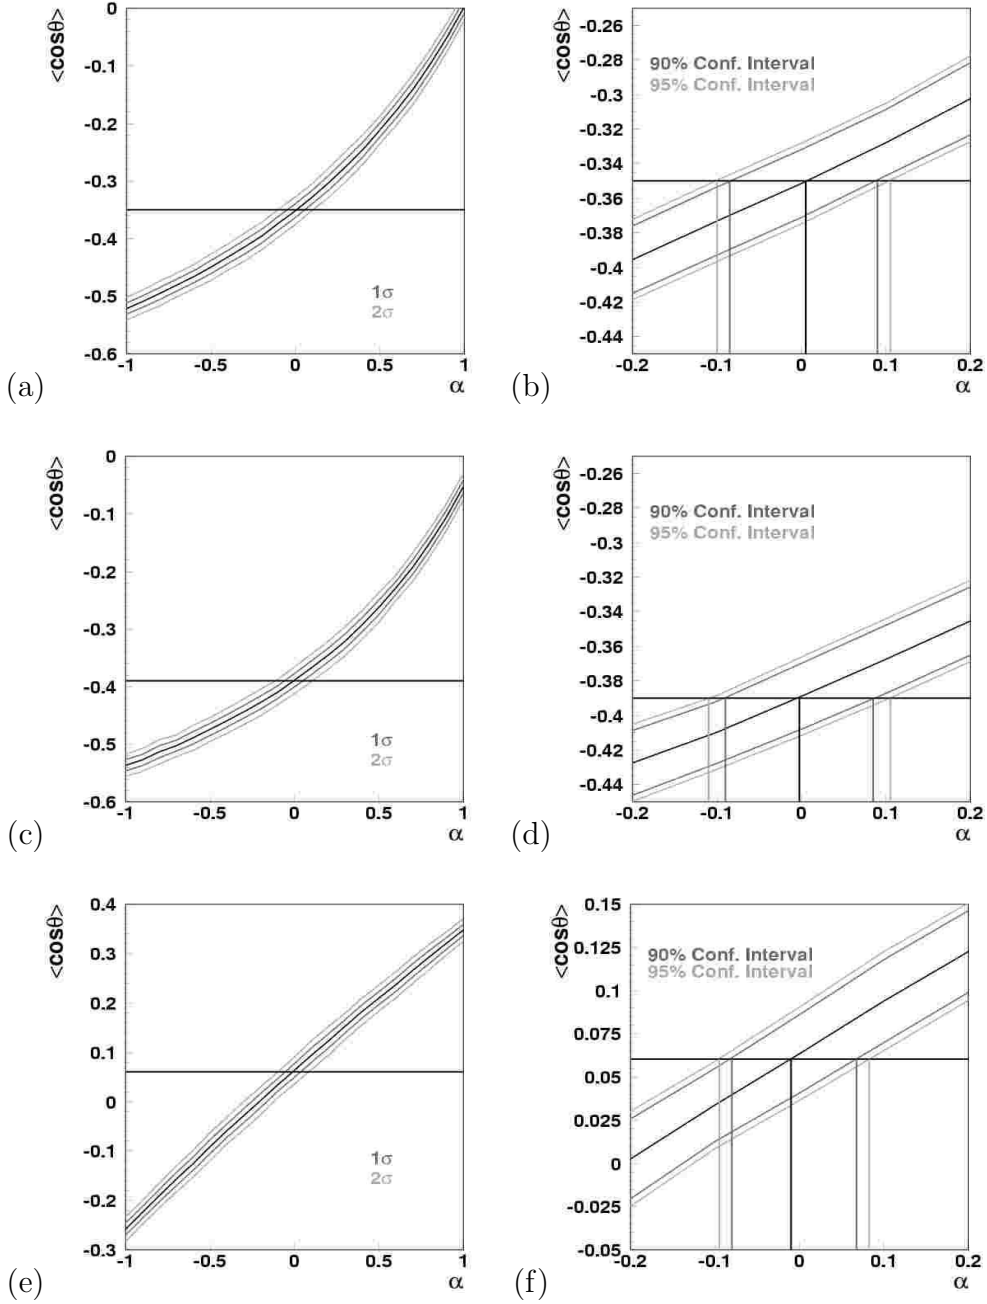 <cosθ>
0
-0.1
-0.2
-0.3
-0.4
-0.5
-0.6
1σ
2σ
-1 -0.5 0 0.5 1
α
(a)
<cosθ>
-0.26
-0.28
-0.3
-0.32
-0.34
-0.36
-0.38
-0.4
-0.42
-0.44
90% Conf. Interval
95% Conf. Interval
-0.2 -0.1 0 0.1 0.2
α
(b)
<cosθ>
0
-0.1
-0.2
-0.3
-0.4
-0.5
-0.6
1σ
2σ
-1 -0.5 0 0.5 1
α
(c)
<cosθ>
-0.26
-0.28
-0.3
-0.32
-0.34
-0.36
-0.38
-0.4
-0.42
-0.44
90% Conf. Interval
95% Conf. Interval
-0.2 -0.1 0 0.1 0.2
α
(d)
<cosθ>
0.4
0.3
0.2
0.1
0
-0.1
-0.2
-0.3
1σ
2σ
-1 -0.5 0 0.5 1
α
(e)
<cosθ>
0.15
0.125
0.1
0.075
0.05
0.025
0
-0.025
-0.05
90% Conf. Interval
95% Conf. Interval
-0.2 -0.1 0 0.1 0.2
α
(f)